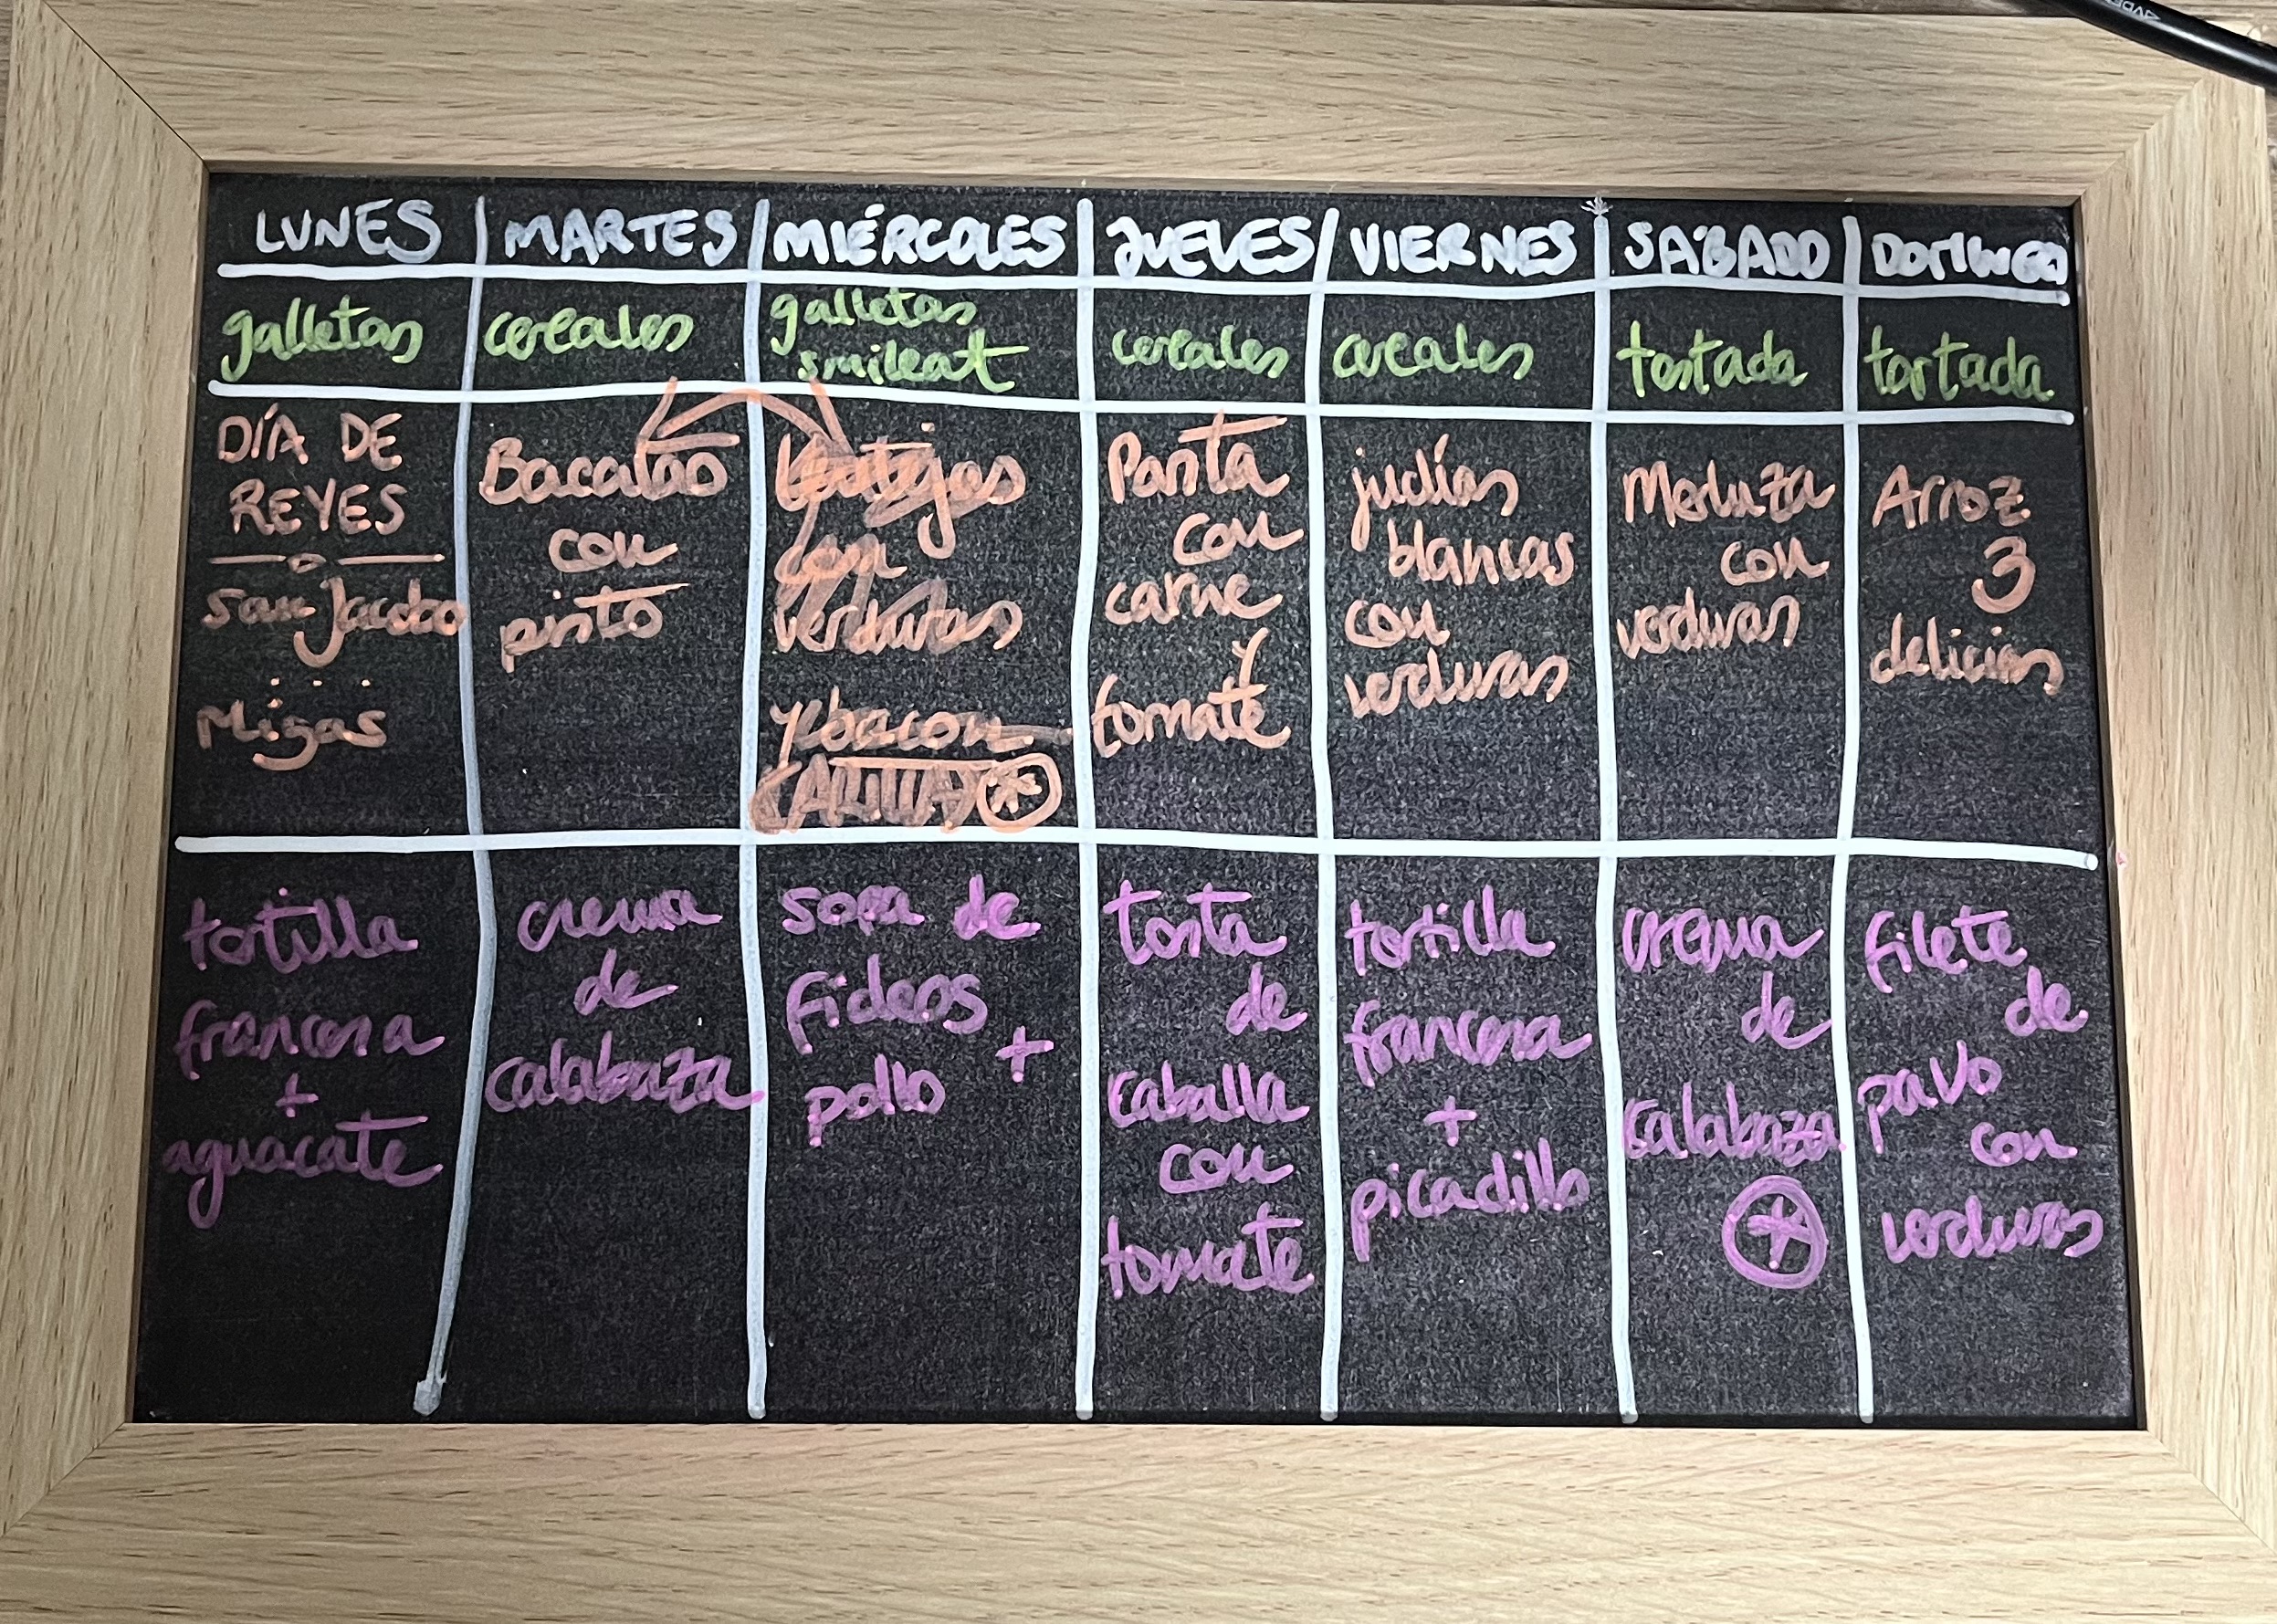 LUNES
MARTES
MIÉRCOLES
JUEVES
VIERNES
SÁBADO
DOMINGO
galletas
cereales
galletas
smileat
cereales
cereales
tostada
tostada
DÍA DE
REYES
San Jacobo
Migas
Bacalao
con
pisto
lentejas
con
verduras
y bacon
Pasta
con
carne
y
tomate
judías
blancas
con
verduras
Merluza
con
verduras
Arroz
3
delicias
tortilla
francesa
+
aguacate
crema
de
calabaza
sopa de
fideos
+
pollo
tosta
de
caballa
con
tomate
tortilla
francesa
+
picadillo
crema
de
calabaza
*
filete
de
pavo
con
verduras